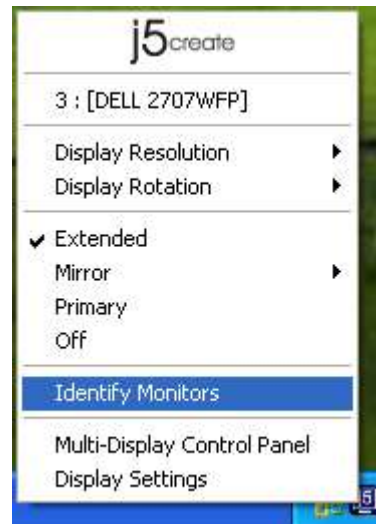 j5create
3 : [DELL 2707WFP]
Display Resolution
Display Rotation
Extended
Mirror
Primary
Off
Identify Monitors
Multi-Display Control Panel
Display Settings